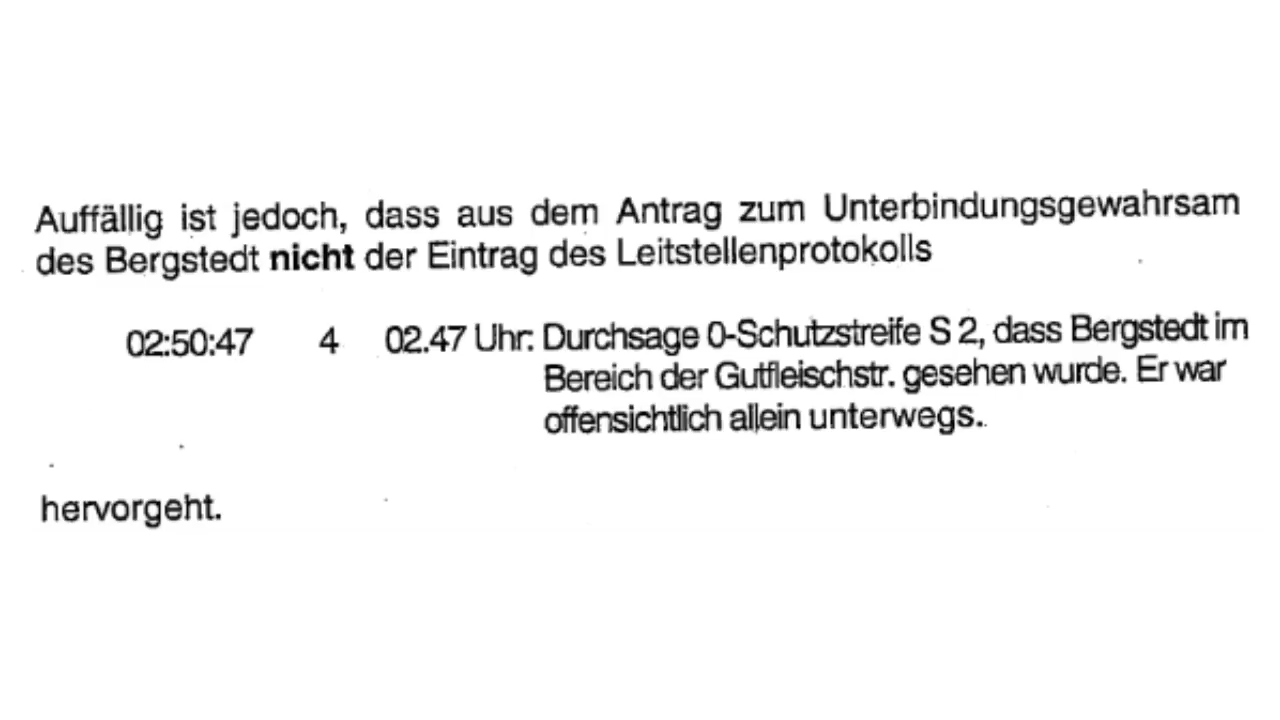 Auffällig ist jedoch, dass aus dem Antrag zum Unterbindungsgewahrsam
des Bergstedt nicht der Eintrag des Leitstellenprotokolls
02:50:47 4 02.47 Uhr: Durchsage 0-Schutzstreife S 2, dass Bergstedt im
Bereich der Gutfleischstr. gesehen wurde. Er war
offensichtlich allein unterwegs..
hervorgeht.